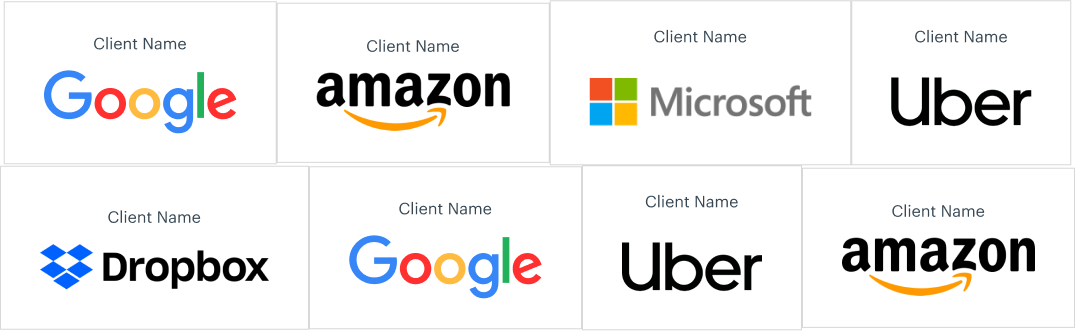 Client Name
Google
Client Name
amazon
Client Name
Microsoft
Client Name
Uber
Client Name
Dropbox
Client Name
Google
Client Name
Uber
Client Name
amazon